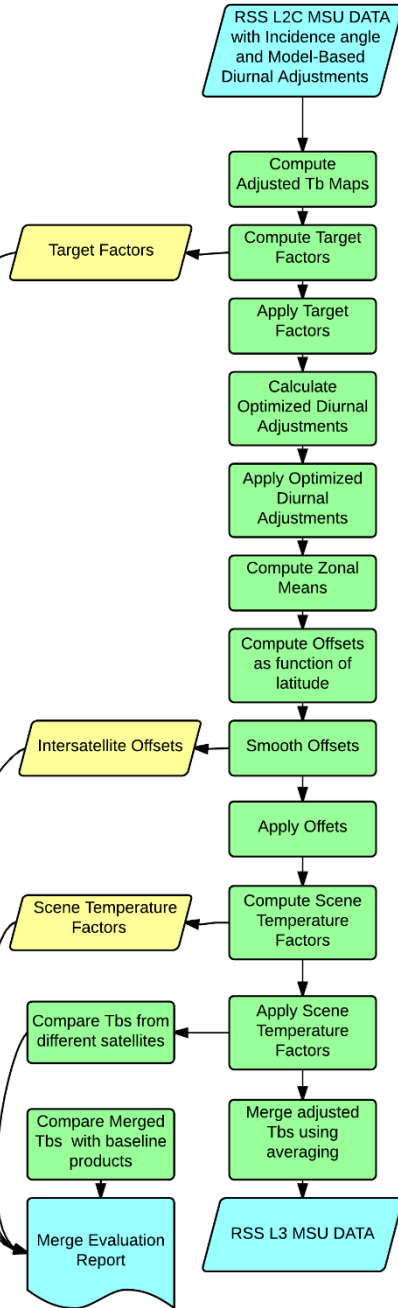 RSS L2C MSU DATA
with Incidence angle
and Model-Based
Diurnal Adjustments
Compute
Adjusted Tb Maps
Target Factors
Compute Target
Factors
Apply Target
Factors
Calculate
Optimized Diurnal
Adjustments
Apply Optimized
Diurnal
Adjustments
Compute Zonal
Means
Compute Offsets
as function of
latitude
Intersatellite Offsets
Smooth Offsets
Apply Offets
Scene Temperature
Factors
Compute Scene
Temperature
Factors
Compare Tbs from
different satellites
Apply Scene
Temperature
Factors
Compare Merged
Tbs with baseline
products
Merge adjusted
Tbs using
averaging
Merge Evaluation
Report
RSS L3 MSU DATA